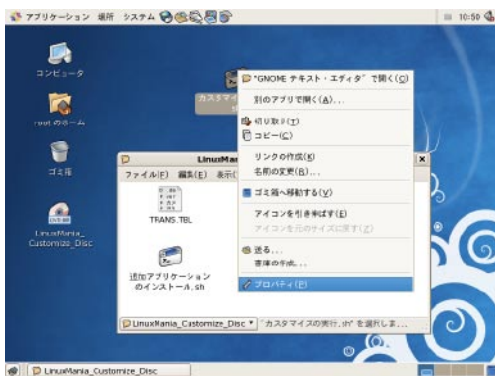 アプリケーション 場所 システム
10:50
コンピュータ
root のホーム
ゴミ箱
LinuxMania_
Customize_Disc
カスタマイ
sh
"GNOME テキスト・エディタ" で開く(O)
別のアプリで開く(A)...
切り取り(T)
コピー(C)
リンクの作成(K)
名前の変更(R)...
ゴミ箱へ移動する(V)
アイコンを引き伸ばす(E)
アイコンを元のサイズに戻す(Z)
送る...
書庫の作成...
プロパティ(P)
LinuxMan
ファイル(F) 編集(E) 表示(
TRANS.TBL
追加アプリケーション
のインストール.sh
LinuxMania_Customize_Disc
"カスタマイズの実行.sh" を選択しま...
LinuxMania_Customize_Disc